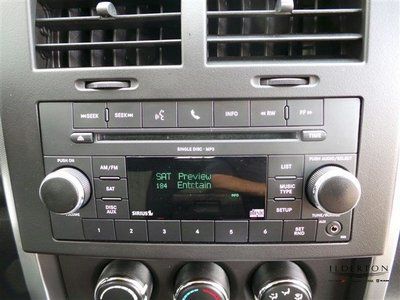 SEEK
SEEK
INFO
RW
FF
SINGLE DISC - MP3
TIME
PUSH ON
PUSH AUDIO/SELECT
AM/FM
SAT
DISC AUX
SAT Preview
184 Entrtain
INFO
LIST
MUSIC TYPE
SETUP
VOLUME
TUNE/SCROLL
SIRIUS
1 2 3 4 5 6
SET RND
AUX
ILDERTON